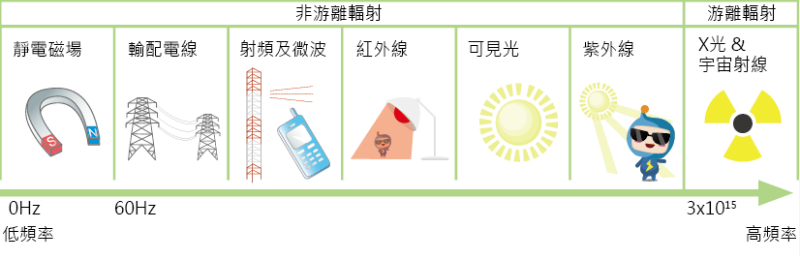 非游離輻射
游離輻射
靜電磁場
輸配電線
射頻及微波
紅外線
可見光
紫外線
X光 &
宇宙射線
S
N
0Hz
60Hz
3x10¹⁵
低頻率
高頻率